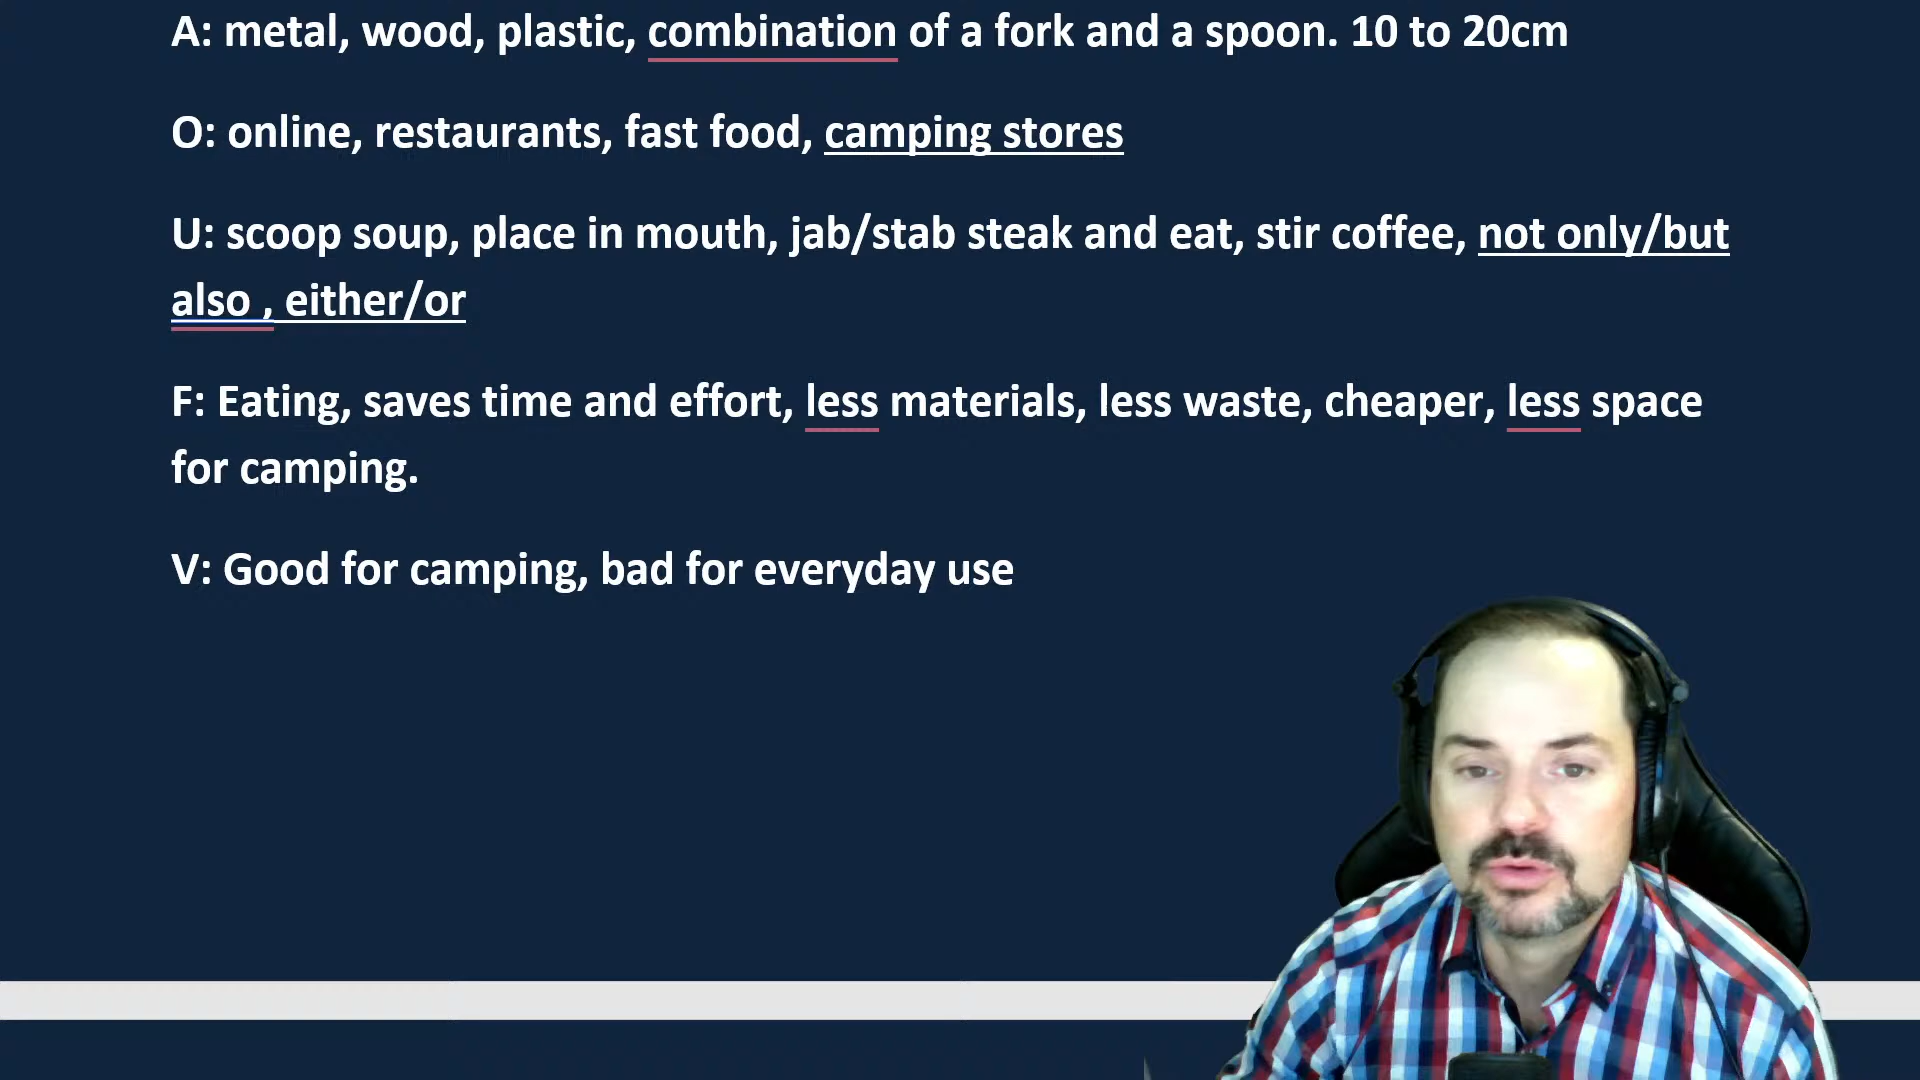 A: metal, wood, plastic, combination of a fork and a spoon. 10 to 20cm
O: online, restaurants, fast food, camping stores
U: scoop soup, place in mouth, jab/stab steak and eat, stir coffee, not only/but
also , either/or
F: Eating, saves time and effort, less materials, less waste, cheaper, less space
for camping.
V: Good for camping, bad for everyday use